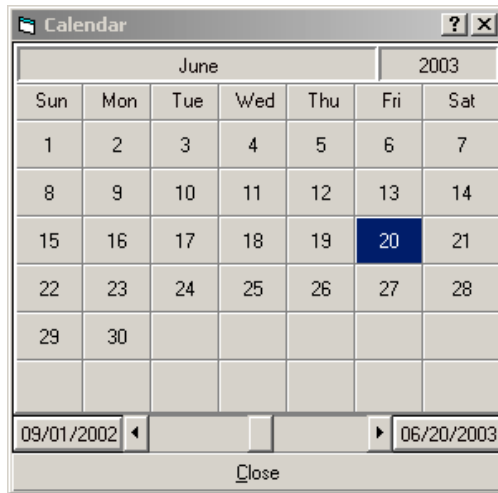 Calendar ? X
June 2003
Sun Mon Tue Wed Thu Fri Sat
1 2 3 4 5 6 7
8 9 10 11 12 13 14
15 16 17 18 19 20 21
22 23 24 25 26 27 28
29 30
09/01/2002 06/20/2003
Close